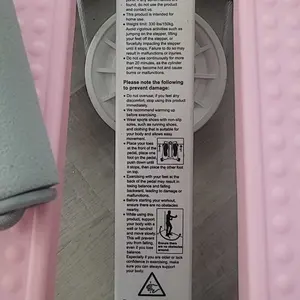 found, do not use the product
and contact us.
• This product is intended for
home use.
• Weight limit: 330 lbs/150kg.
Avoid rigorous activities such as
jumping on the stepper, lifting
your feet off the stepper, or
forcefully impacting the stepper
until it stops. Failure to do so may
result in malfunctions or injuries.
• Do not use continuously for more
than 20 minutes, as the cylinder
part may become hot and cause
burns or malfunctions.
Please note the following
to prevent damage:
• Do not overuse; if you feel any
discomfort, stop using this product
immediately.
• We recommend warming up
before exercising.
• Wear sports shoes with non-slip
soles, such as running shoes,
and clothing that is suitable for
your body and allows easy
movement.
• Place your toes
at the front of the
pedal, place one
foot on the pedal
push down until
it stops, then place the other foot
on top.
• Exercising with your feet at the
back of the pedal may result in
losing balance and falling
backward, leading to damage or
malfunctions.
• Before starting your workout,
ensure there are no obstacles
nearby.
• While using this
product, support
your body with a
wall or handrail
and move slowly.
This will prevent
you from falling,
even if you lose
balance.
Ensure there
are no
obstacles around.
Especially if you are older or lack
confidence in exercising, make
sure you can always support
your body.